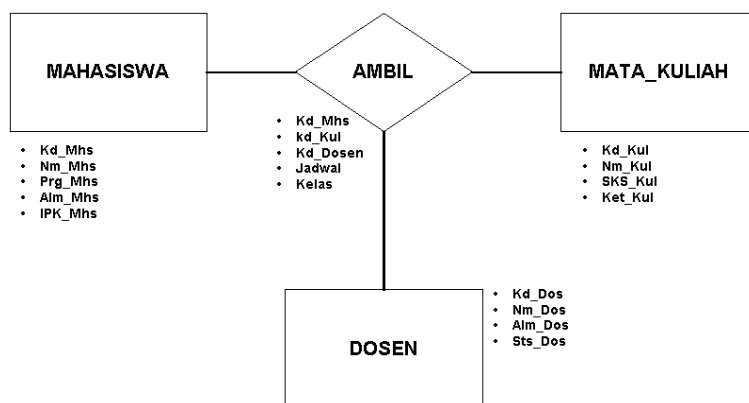 MAHASISWA
AMBIL
MATA_KULIAH
• Kd_Mhs
• Nm_Mhs
• Prg_Mhs
• Alm_Mhs
• IPK_Mhs
• Kd_Mhs
• kd_Kul
• Kd_Dosen
• Jadwal
• Kelas
• Kd_Kul
• Nm_Kul
• SKS_Kul
• Ket_Kul
DOSEN
• Kd_Dos
• Nm_Dos
• Alm_Dos
• Sts_Dos